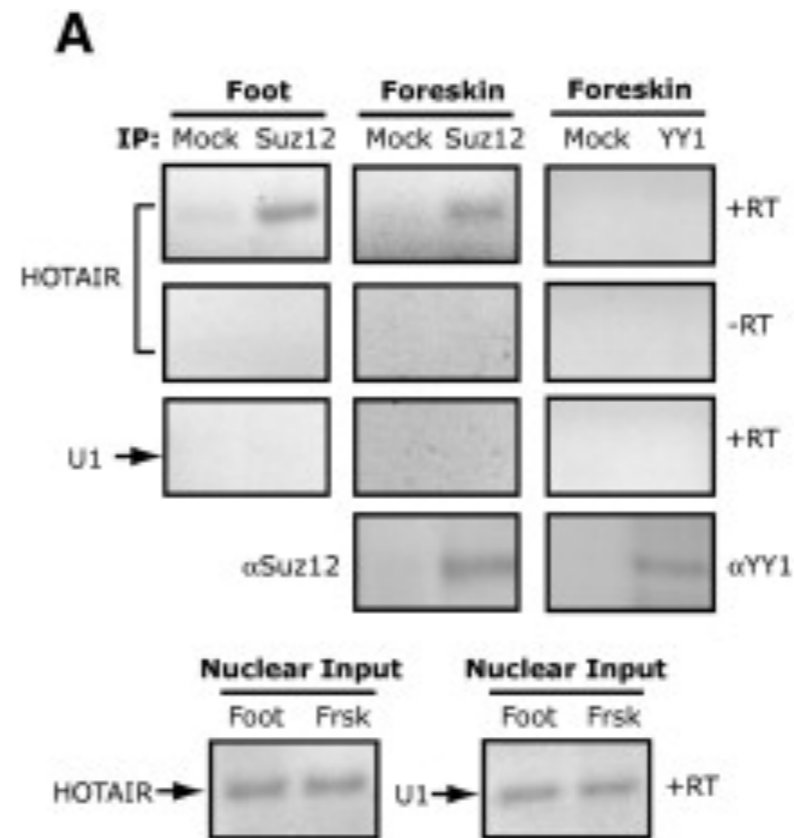 A
Foot Foreskin Foreskin
IP: Mock Suz12 Mock Suz12 Mock YY1
+RT
HOTAIR
-RT
U1 +RT
αSuz12 αYY1
Nuclear Input Nuclear Input
Foot Frsk Foot Frsk
HOTAIR U1 +RT